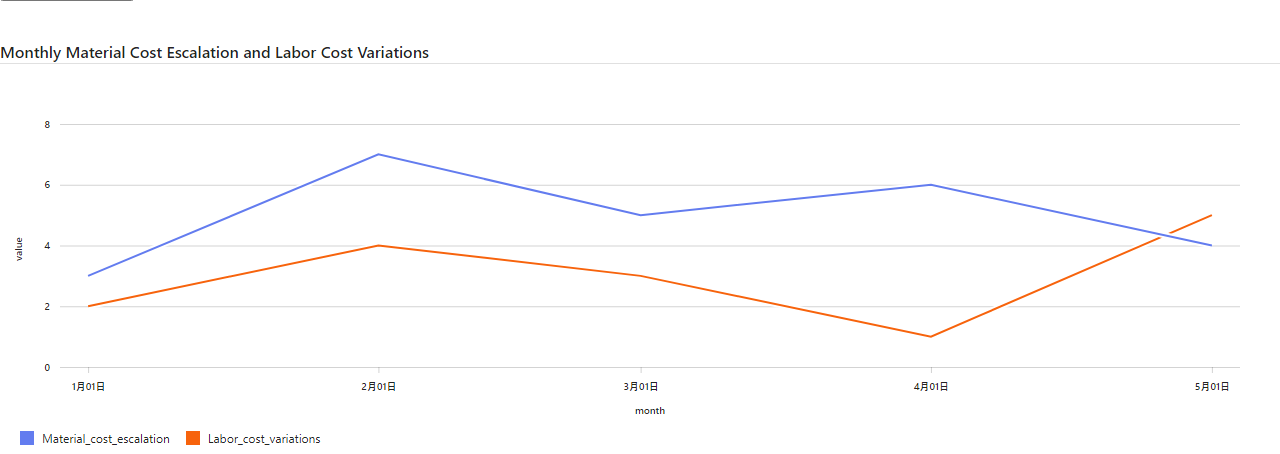 Monthly Material Cost Escalation and Labor Cost Variations
8
6
4
2
0
value
1月01日 2月01日 3月01日 4月01日 5月01日
month
Material_cost_escalation Labor_cost_variations